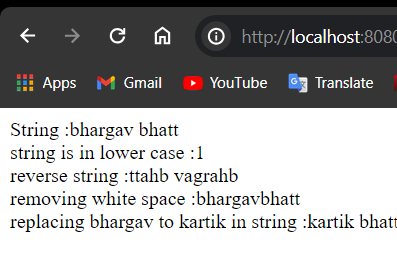 http://localhost:8080
Apps Gmail YouTube Translate
String :bhargav bhatt
string is in lower case :1
reverse string :ttahb vagrahb
removing white space :bhargavbhatt
replacing bhargav to kartik in string :kartik bhatt